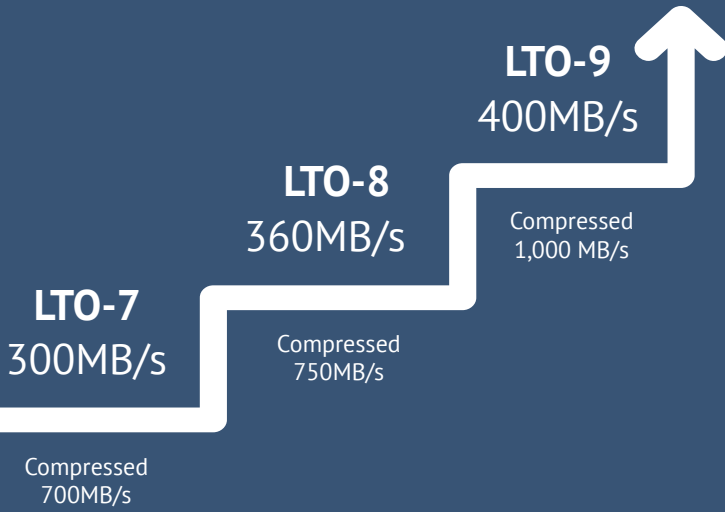 LTO-9
400MB/s
Compressed
1,000 MB/s
LTO-8
360MB/s
Compressed
750MB/s
LTO-7
300MB/s
Compressed
700MB/s